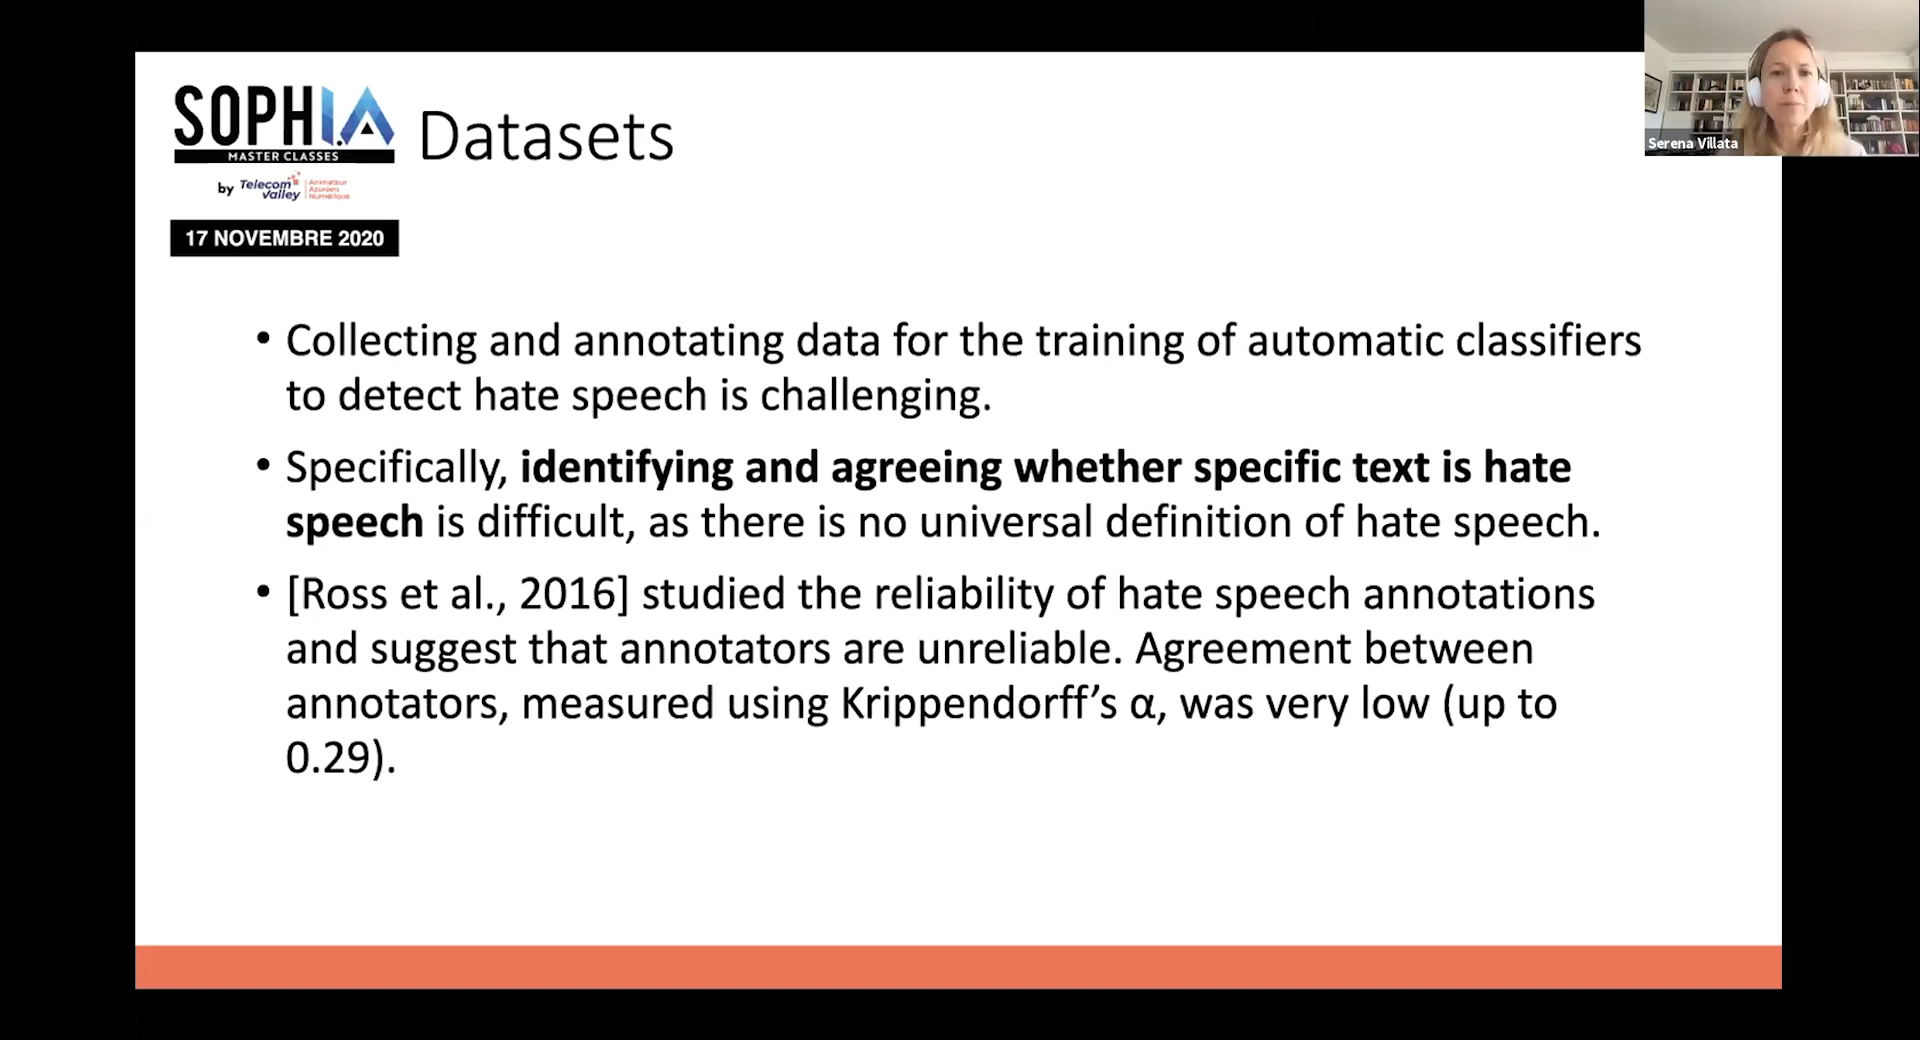 SOPHI.A
MASTER CLASSES
by Telecom Valley
Animateur
Azuréen
Numérique
Datasets
17 NOVEMBRE 2020
Serena Villata
• Collecting and annotating data for the training of automatic classifiers
to detect hate speech is challenging.
• Specifically, identifying and agreeing whether specific text is hate
speech is difficult, as there is no universal definition of hate speech.
• [Ross et al., 2016] studied the reliability of hate speech annotations
and suggest that annotators are unreliable. Agreement between
annotators, measured using Krippendorff’s α, was very low (up to
0.29).